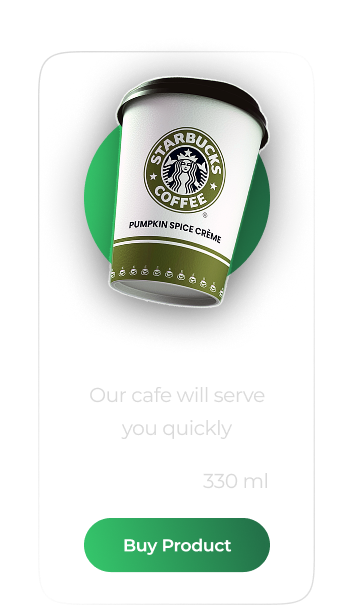 STARBUCKS
COFFEE
®
PUMPKIN SPICE CRÈME
Our cafe will serve
you quickly
330 ml
Buy Product